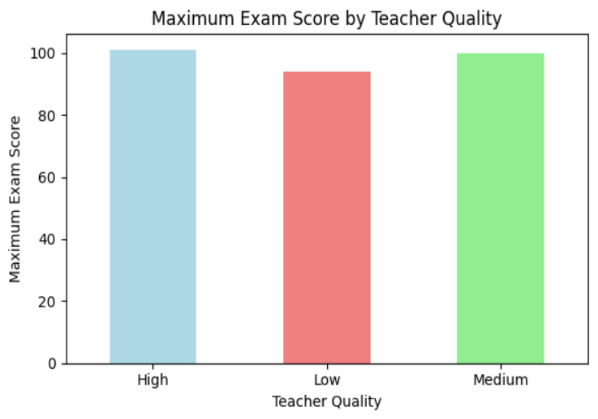 Maximum Exam Score by Teacher Quality
Maximum Exam Score
100
80
60
40
20
0
High Low Medium
Teacher Quality